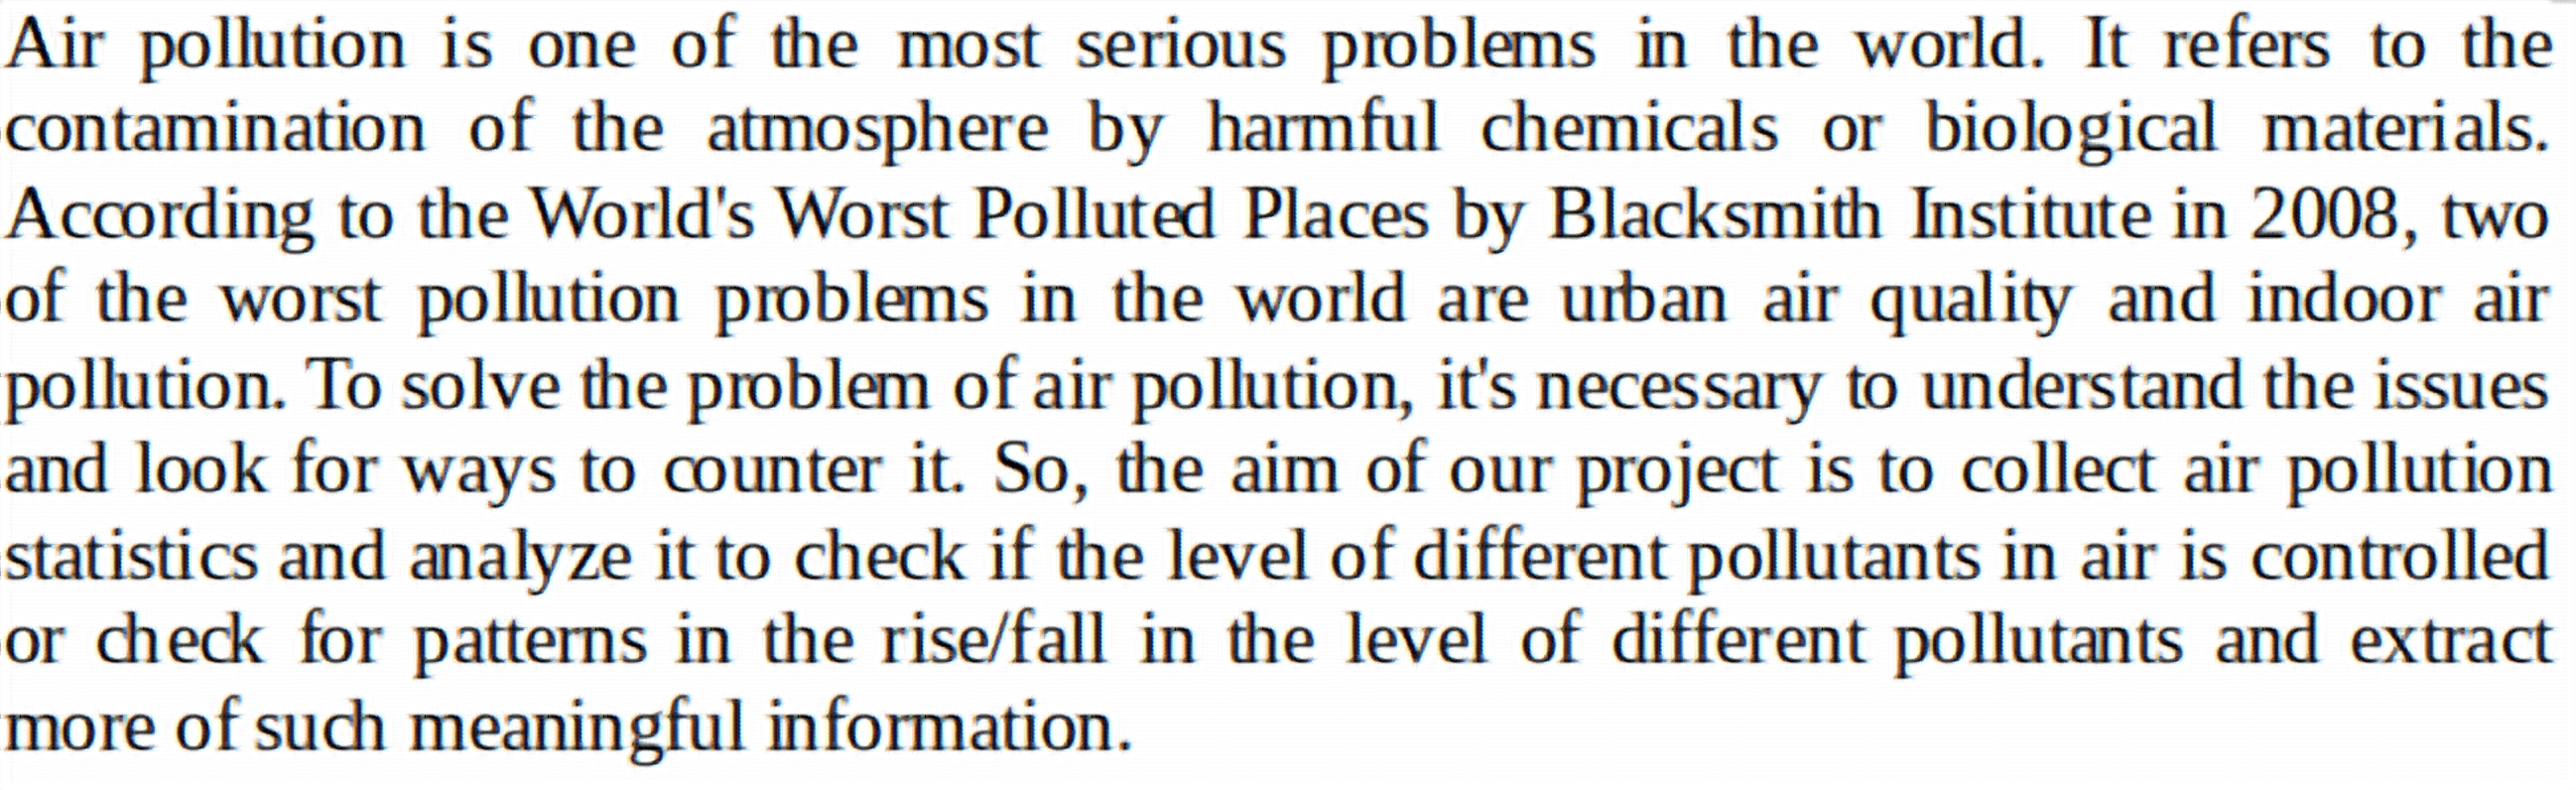 Air pollution is one of the most serious problems in the world. It refers to the
contamination of the atmosphere by harmful chemicals or biological materials.
According to the World's Worst Polluted Places by Blacksmith Institute in 2008, two
of the worst pollution problems in the world are urban air quality and indoor air
pollution. To solve the problem of air pollution, it's necessary to understand the issues
and look for ways to counter it. So, the aim of our project is to collect air pollution
statistics and analyze it to check if the level of different pollutants in air is controlled
or check for patterns in the rise/fall in the level of different pollutants and extract
more of such meaningful information.